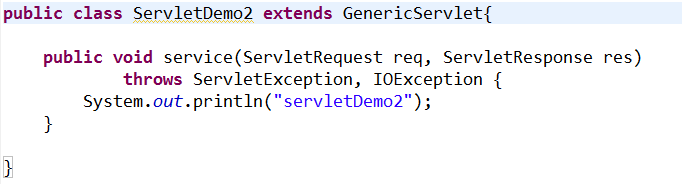 public class ServletDemo2 extends GenericServlet{
public void service(ServletRequest req, ServletResponse res)
throws ServletException, IOException {
System.out.println("servletDemo2");
}
}